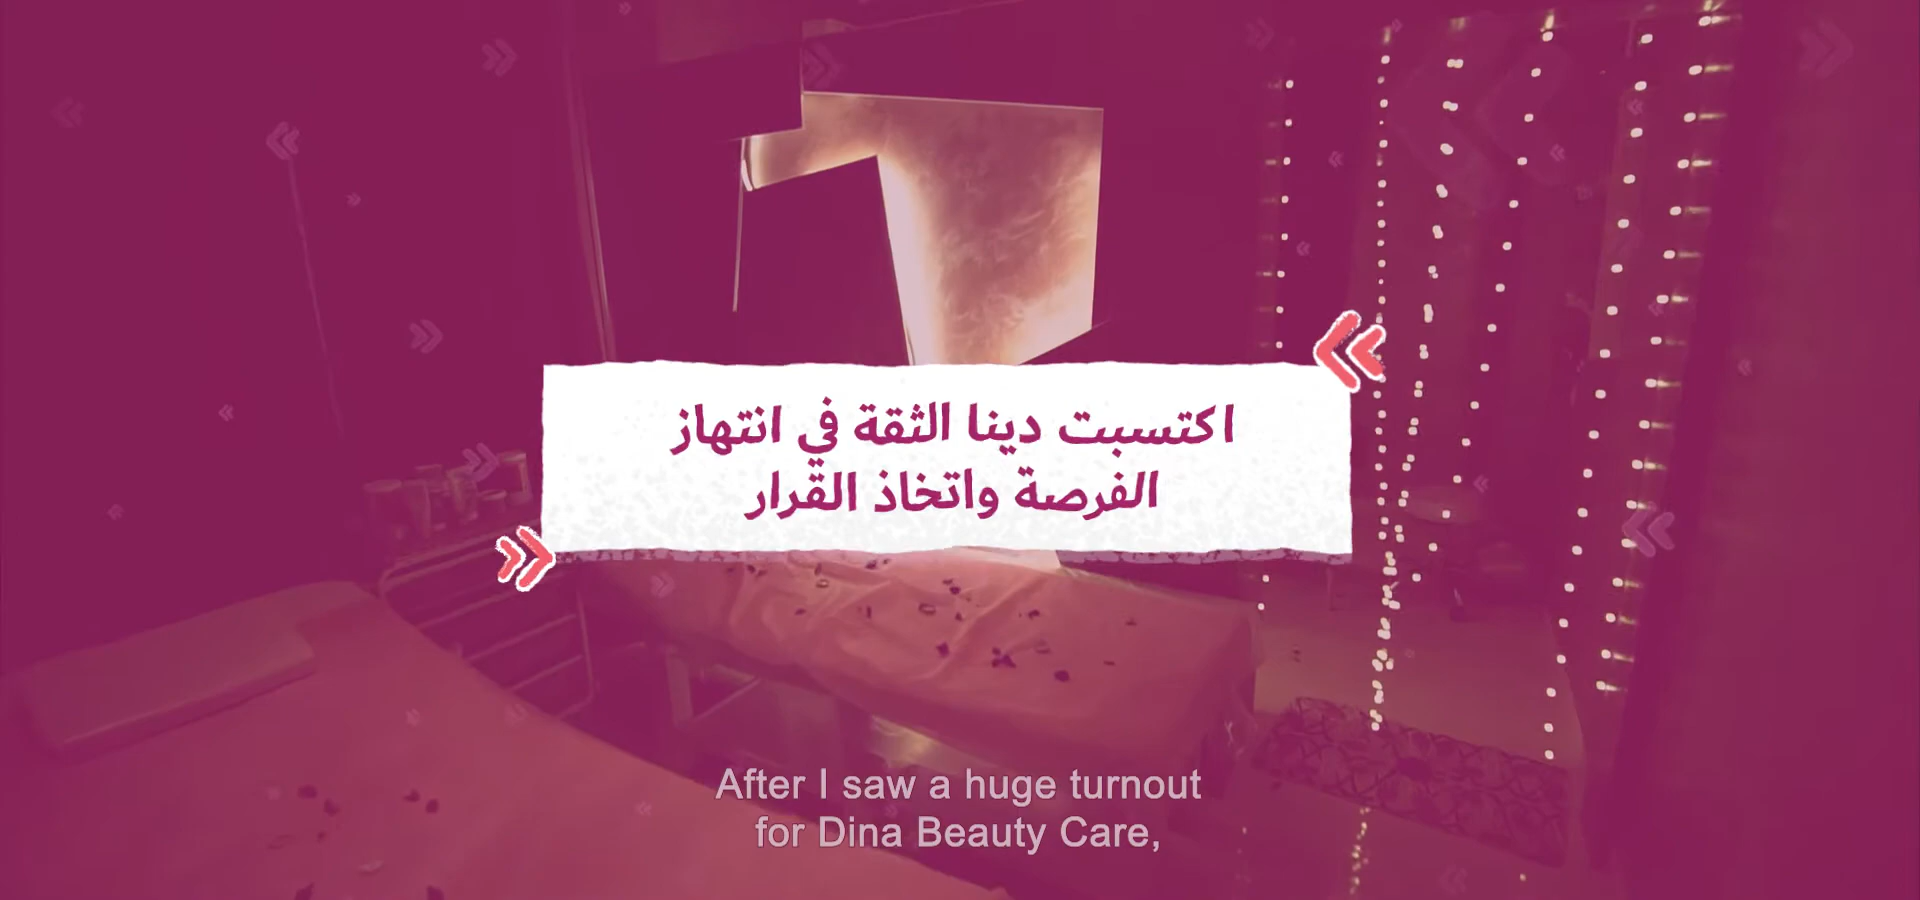 اكتسبت دينا الثقة في انتهاز
الفرصة واتخاذ القرار
After I saw a huge turnout
for Dina Beauty Care,